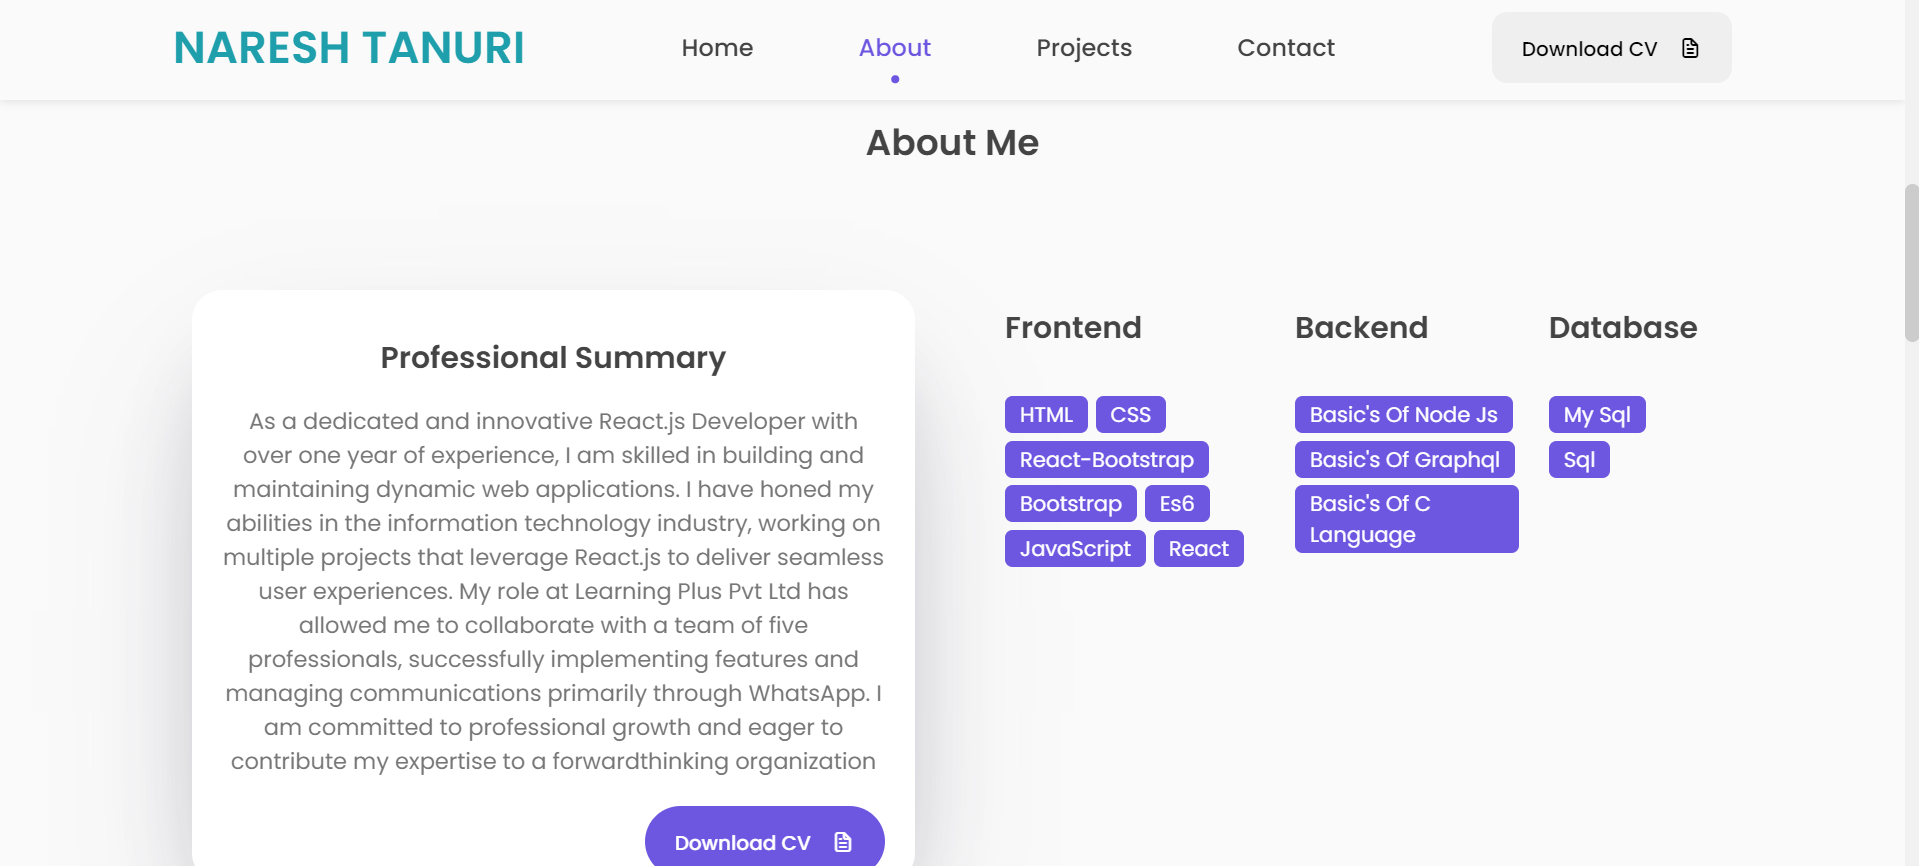 NARESH TANURI
Home
About
Projects
Contact
Download CV
About Me
Professional Summary
As a dedicated and innovative React.js Developer with
over one year of experience, I am skilled in building and
maintaining dynamic web applications. I have honed my
abilities in the information technology industry, working on
multiple projects that leverage React.js to deliver seamless
user experiences. My role at Learning Plus Pvt Ltd has
allowed me to collaborate with a team of five
professionals, successfully implementing features and
managing communications primarily through WhatsApp. I
am committed to professional growth and eager to
contribute my expertise to a forwardthinking organization
Download CV
Frontend
HTML
CSS
React-Bootstrap
Bootstrap
Es6
JavaScript
React
Backend
Basic's Of Node Js
Basic's Of Graphql
Basic's Of C
Language
Database
My Sql
Sql